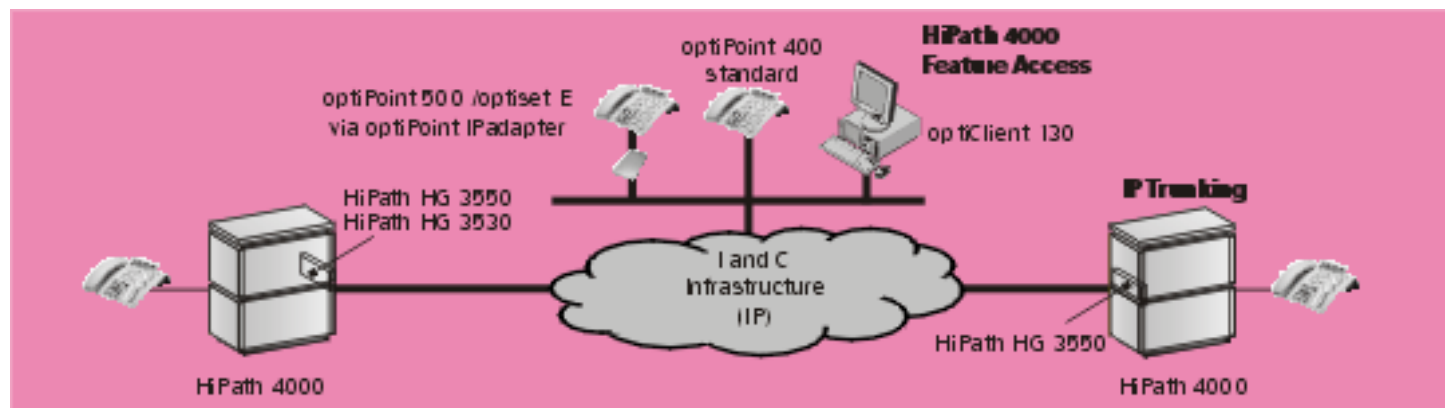 HiPath 4000
Feature Access
optiPoint 400
standard
optiPoint 500 /optiset E
via optiPoint IPadapter
optiClient 130
HiPath HG 3550
HiPath HG 3530
IP Trunking
I and C
Infrastructure
(IP)
HiPath HG 3550
HiPath 4000
HiPath 4000